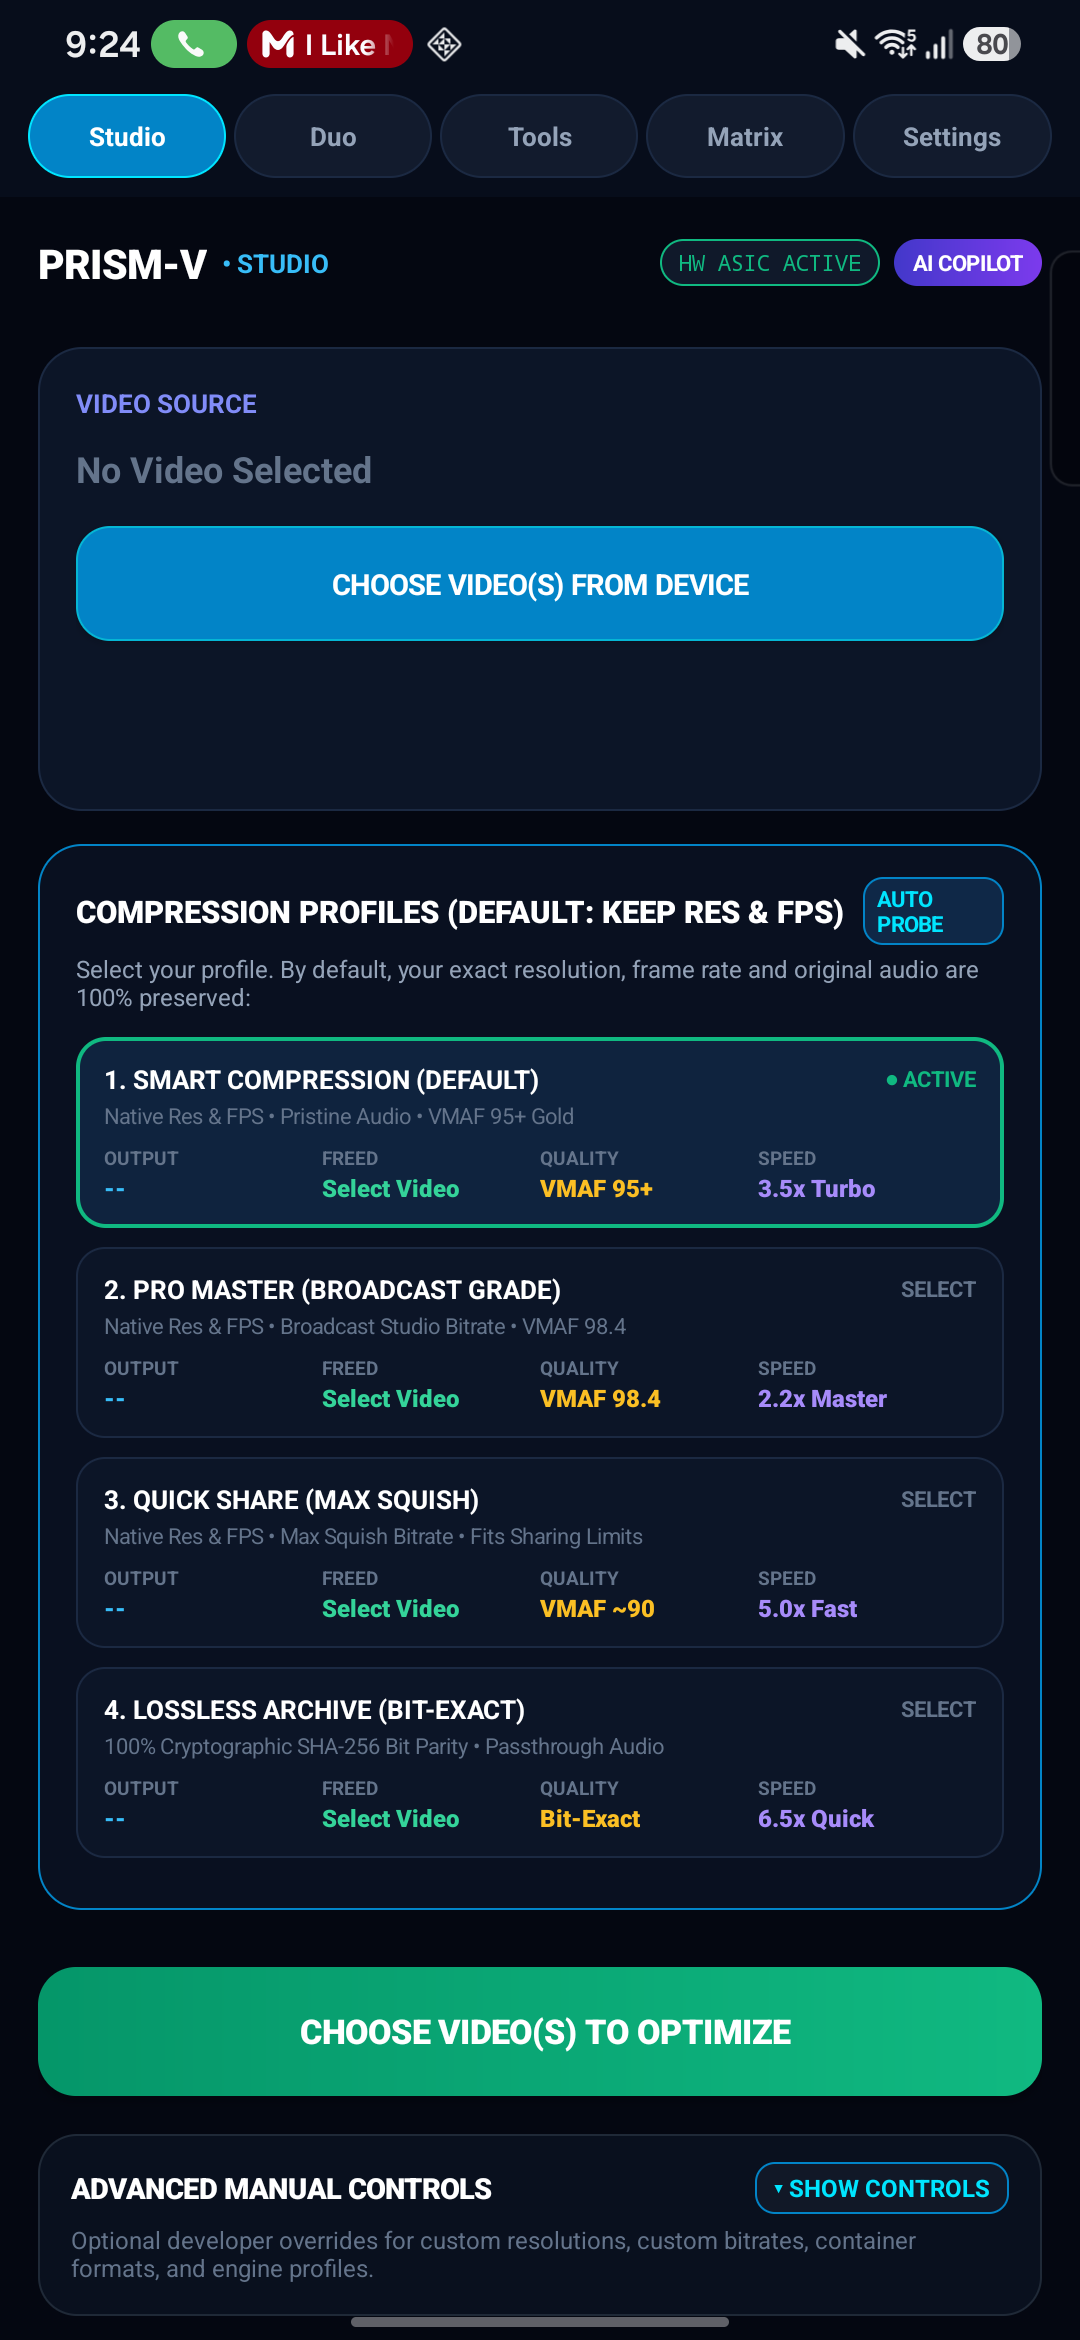 9:24
I Like
80
Studio
Duo
Tools
Matrix
Settings
PRISM-V • STUDIO
HW ASIC ACTIVE
AI COPILOT
VIDEO SOURCE
No Video Selected
CHOOSE VIDEO(S) FROM DEVICE
COMPRESSION PROFILES (DEFAULT: KEEP RES & FPS)
AUTO
PROBE
Select your profile. By default, your exact resolution, frame rate and original audio are
100% preserved:
1. SMART COMPRESSION (DEFAULT)
● ACTIVE
Native Res & FPS • Pristine Audio • VMAF 95+ Gold
OUTPUT FREED QUALITY SPEED
-- Select Video VMAF 95+ 3.5x Turbo
2. PRO MASTER (BROADCAST GRADE)
SELECT
Native Res & FPS • Broadcast Studio Bitrate • VMAF 98.4
OUTPUT FREED QUALITY SPEED
-- Select Video VMAF 98.4 2.2x Master
3. QUICK SHARE (MAX SQUISH)
SELECT
Native Res & FPS • Max Squish Bitrate • Fits Sharing Limits
OUTPUT FREED QUALITY SPEED
-- Select Video VMAF ~90 5.0x Fast
4. LOSSLESS ARCHIVE (BIT-EXACT)
SELECT
100% Cryptographic SHA-256 Bit Parity • Passthrough Audio
OUTPUT FREED QUALITY SPEED
-- Select Video Bit-Exact 6.5x Quick
CHOOSE VIDEO(S) TO OPTIMIZE
ADVANCED MANUAL CONTROLS
▾ SHOW CONTROLS
Optional developer overrides for custom resolutions, custom bitrates, container
formats, and engine profiles.